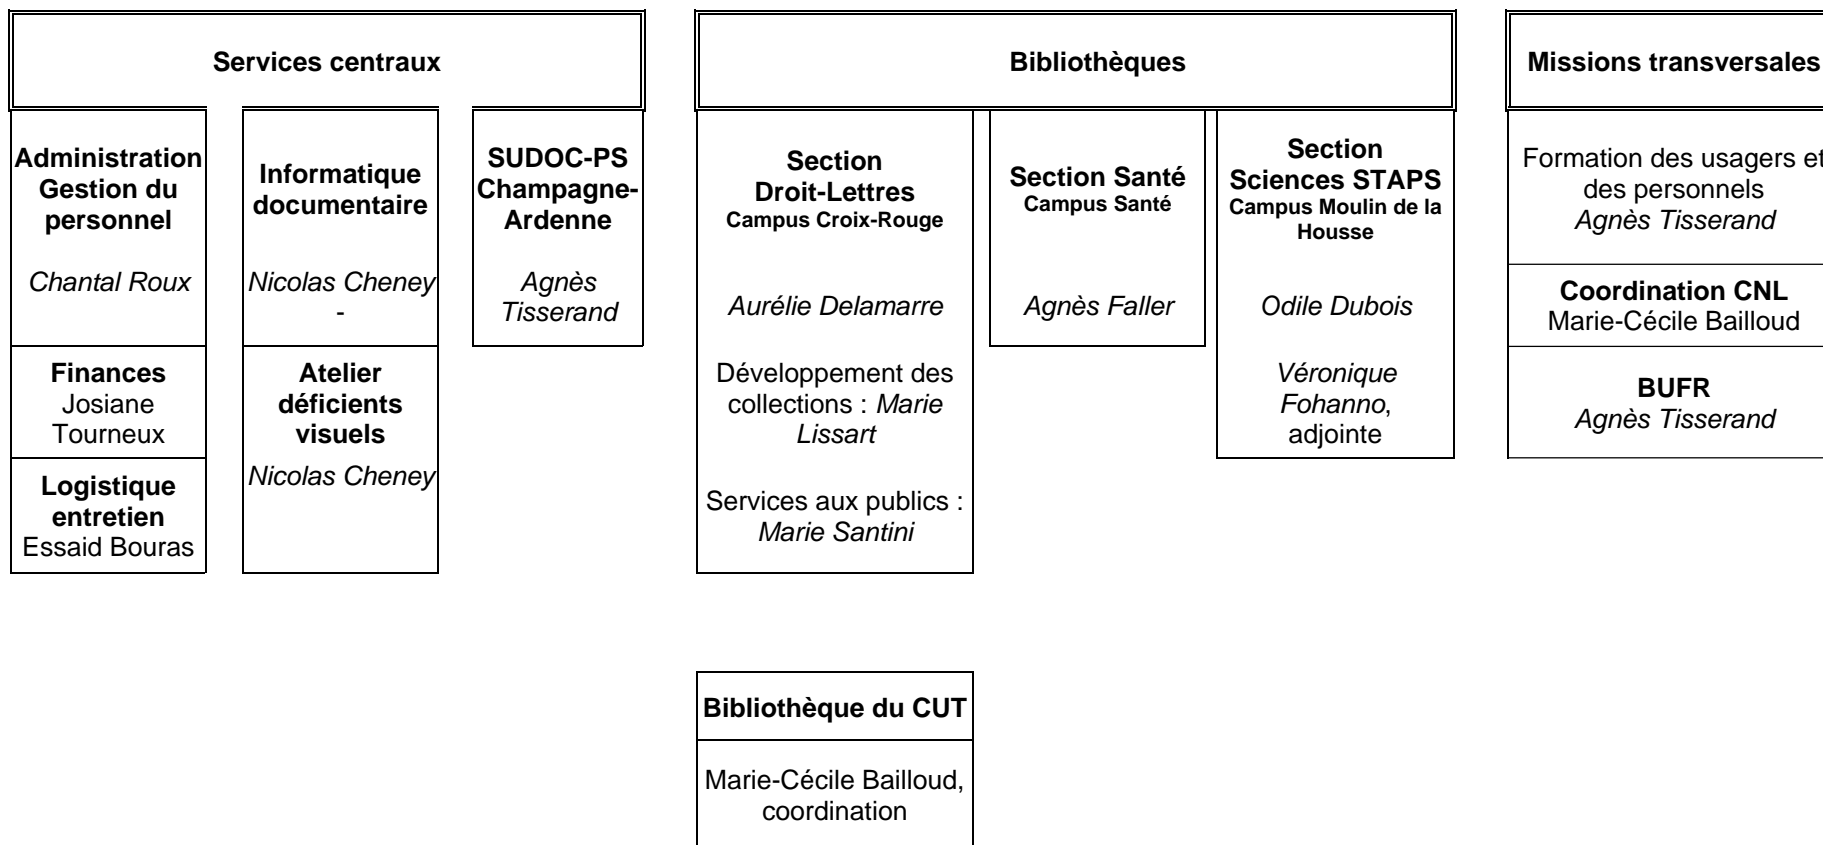 Services centraux
Administration
Gestion du
personnel
Chantal Roux
Finances
Josiane
Tourneux
Logistique
entretien
Essaid Bouras
Informatique
documentaire
Nicolas Cheney
-
Atelier
déficients
visuels
Nicolas Cheney
SUDOC-PS
Champagne-
Ardenne
Agnès
Tisserand
Bibliothèques
Section
Droit-Lettres
Campus Croix-Rouge
Aurélie Delamarre
Développement des
collections : Marie
Lissart
Services aux publics :
Marie Santini
Section Santé
Campus Santé
Agnès Faller
Section
Sciences STAPS
Campus Moulin de la
Housse
Odile Dubois
Véronique
Fohanno,
adjointe
Missions transversales
Formation des usagers et
des personnels
Agnès Tisserand
Coordination CNL
Marie-Cécile Bailloud
BUFR
Agnès Tisserand
Bibliothèque du CUT
Marie-Cécile Bailloud,
coordination